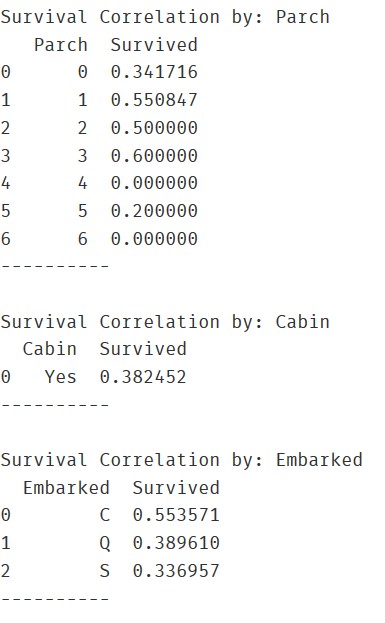 Survival Correlation by: Parch
Parch Survived
0 0 0.341716
1 1 0.550847
2 2 0.500000
3 3 0.600000
4 4 0.000000
5 5 0.200000
6 6 0.000000
----------
Survival Correlation by: Cabin
Cabin Survived
0 Yes 0.382452
----------
Survival Correlation by: Embarked
Embarked Survived
0 C 0.553571
1 Q 0.389610
2 S 0.336957
----------